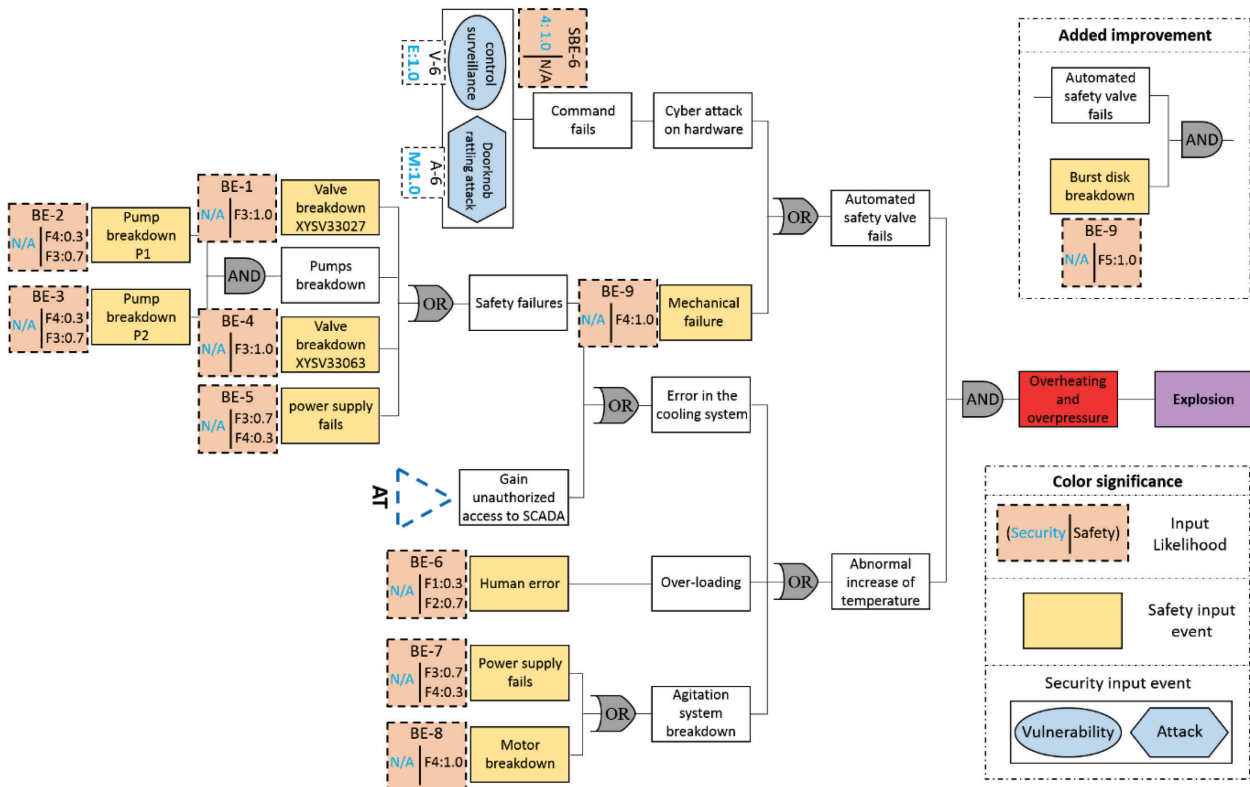 control
surveillance
V-6
E:1.0
Doorknob
rattling attack
A-6
M:1.0
SBE-6
4: 1.0 | N/A
Command
fails
Cyber attack
on hardware
OR
Automated
safety valve
fails
BE-2
N/A
F4:0.3
F3:0.7
Pump
breakdown
P1
BE-3
N/A
F4:0.3
F3:0.7
Pump
breakdown
P2
BE-1
N/A
F3:1.0
Valve
breakdown
XYSV33027
AND
Pumps
breakdown
BE-4
N/A
F3:1.0
Valve
breakdown
XYSV33063
BE-5
N/A
F3:0.7
F4:0.3
power supply
fails
OR
Safety failures
BE-9
N/A
F4:1.0
Mechanical
failure
OR
Error in the
cooling system
AT
Gain
unauthorized
access to SCADA
BE-6
N/A
F1:0.3
F2:0.7
Human error
Over-loading
OR
Abnormal
increase of
temperature
BE-7
N/A
F3:0.7
F4:0.3
Power supply
fails
BE-8
N/A
F4:1.0
Motor
breakdown
OR
Agitation
system
breakdown
AND
Overheating
and
overpressure
Explosion
Added improvement
Automated
safety valve
fails
AND
Burst disk
breakdown
BE-9
N/A
F5:1.0
Color significance
(Security Safety)
Input
Likelihood
Safety input
event
Security input event
Vulnerability
Attack